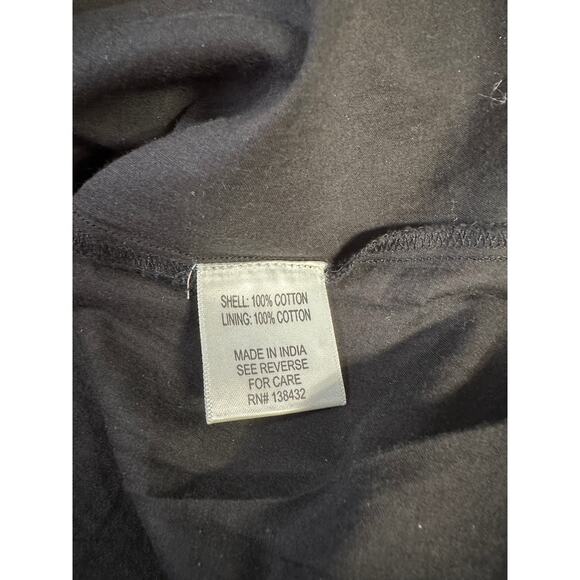 SHELL: 100% COTTON
LINING: 100% COTTON
MADE IN INDIA
SEE REVERSE
FOR CARE
RN# 138432